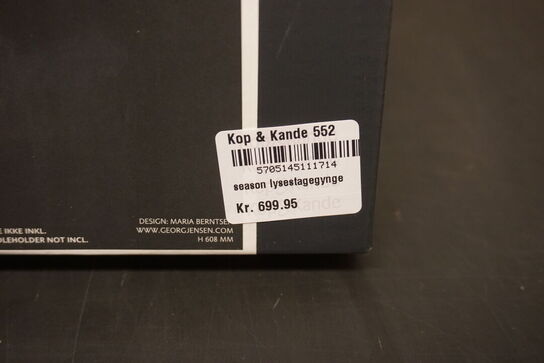 Kop & Kande 552
5705145111714
season lysestagegynge
Kr. 699.95
DESIGN: MARIA BERNTSE
WWW.GEORGJENSEN.COM
H 608 MM
E IKKE INKL.
DLEHOLDER NOT INCL.